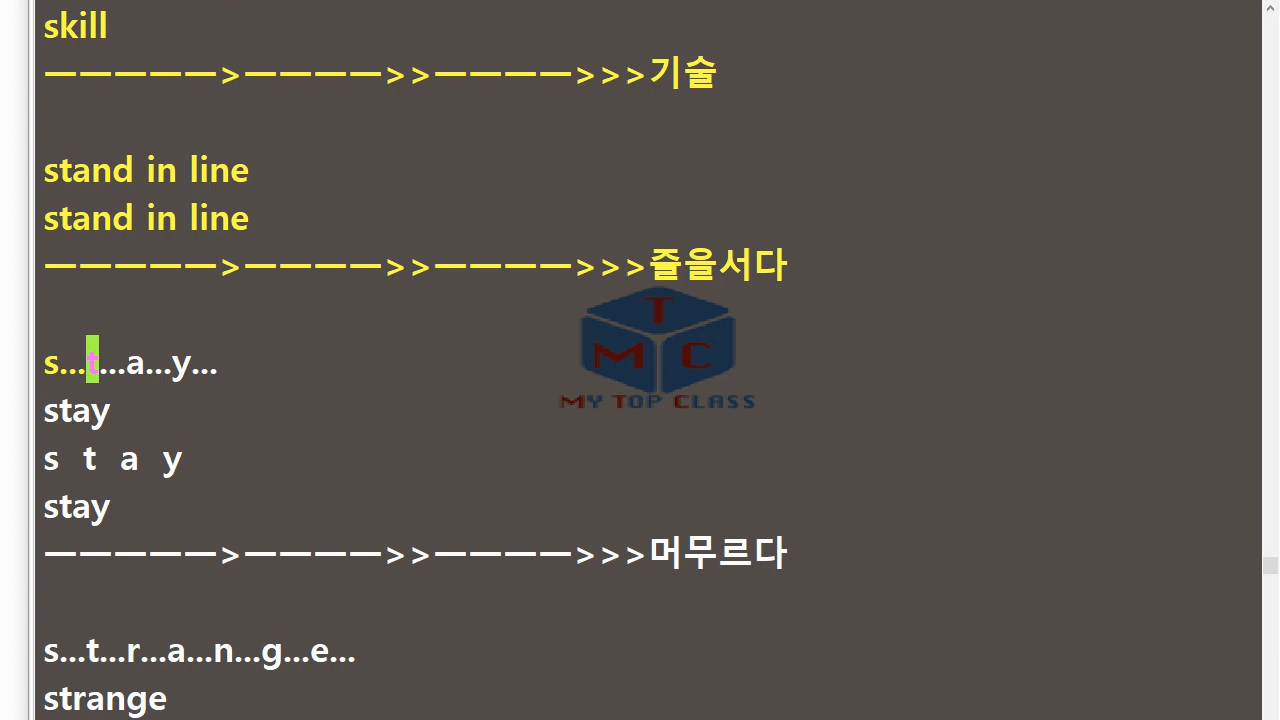 skill
ㅡㅡㅡㅡㅡ>ㅡㅡㅡㅡ>>ㅡㅡㅡㅡ>>>기술
stand in line
stand in line
ㅡㅡㅡㅡㅡ>ㅡㅡㅡㅡ>>ㅡㅡㅡㅡ>>>줄을서다
s...t...a...y...
stay
s t a y
stay
ㅡㅡㅡㅡㅡ>ㅡㅡㅡㅡ>>ㅡㅡㅡㅡ>>>머무르다
s...t...r...a...n...g...e...
strange
T
M C
MY TOP CLASS